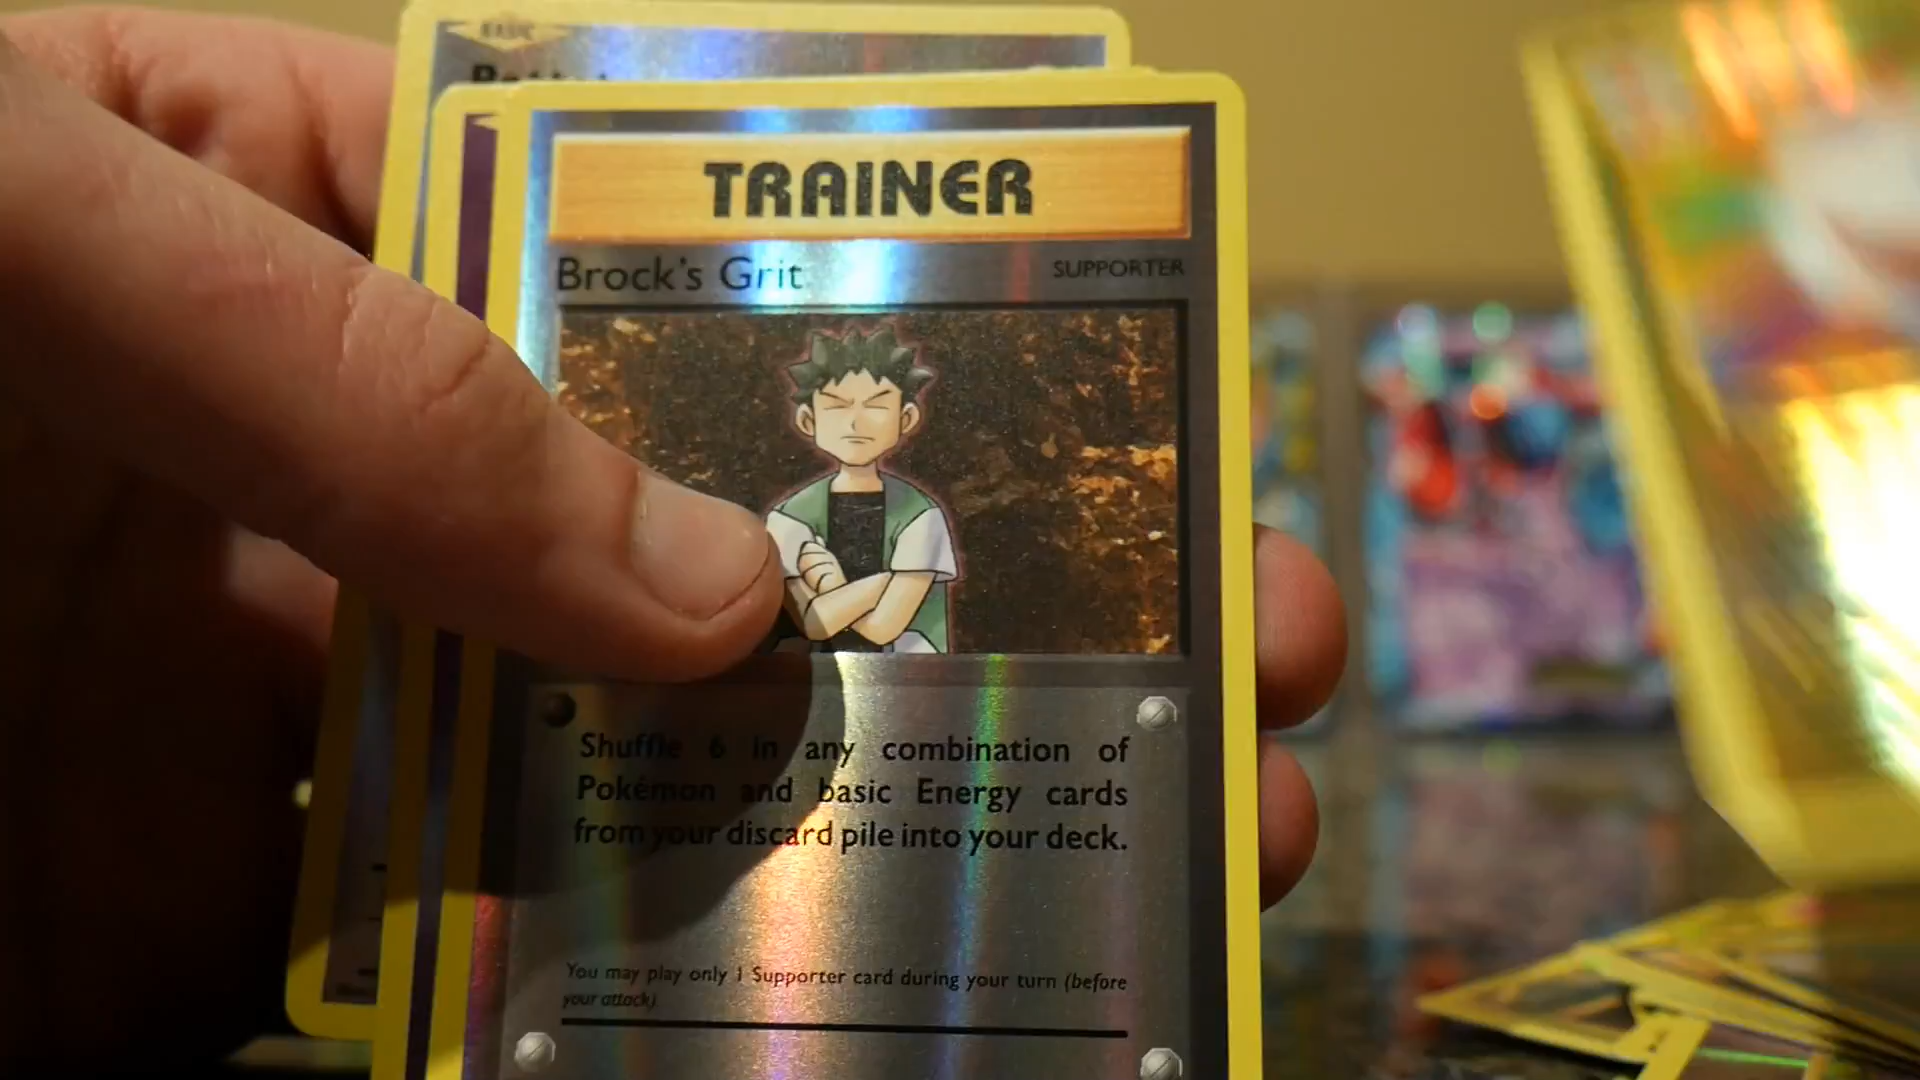 BASIC
TRAINER
Brock's Grit SUPPORTER
Shuffle 6 in any combination of
Pokémon and basic Energy cards
from your discard pile into your deck.
You may play only 1 Supporter card during your turn (before
your attack).